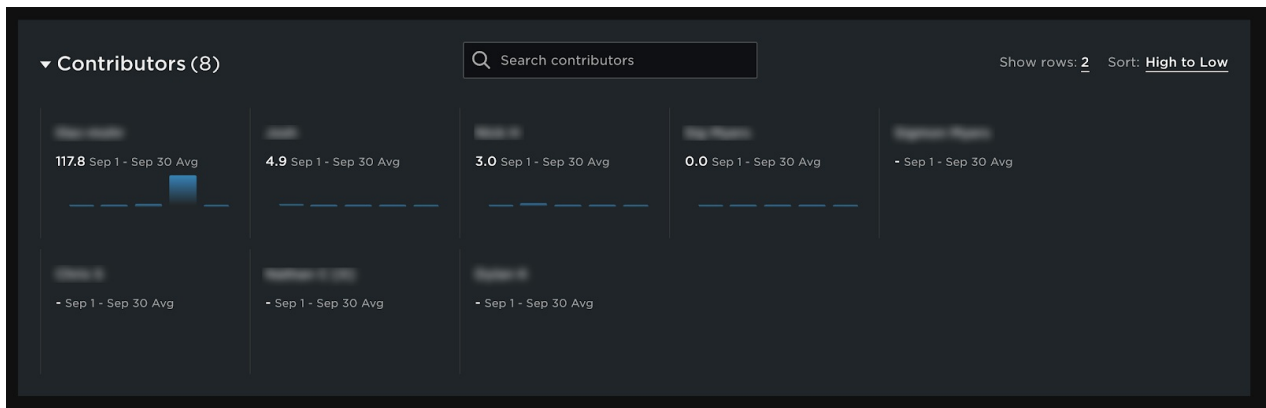 Contributors (8)
Search contributors
Show rows: 2 Sort: High to Low
117.8 Sep 1 - Sep 30 Avg
4.9 Sep 1 - Sep 30 Avg
3.0 Sep 1 - Sep 30 Avg
0.0 Sep 1 - Sep 30 Avg
- Sep 1 - Sep 30 Avg
- Sep 1 - Sep 30 Avg
- Sep 1 - Sep 30 Avg
- Sep 1 - Sep 30 Avg